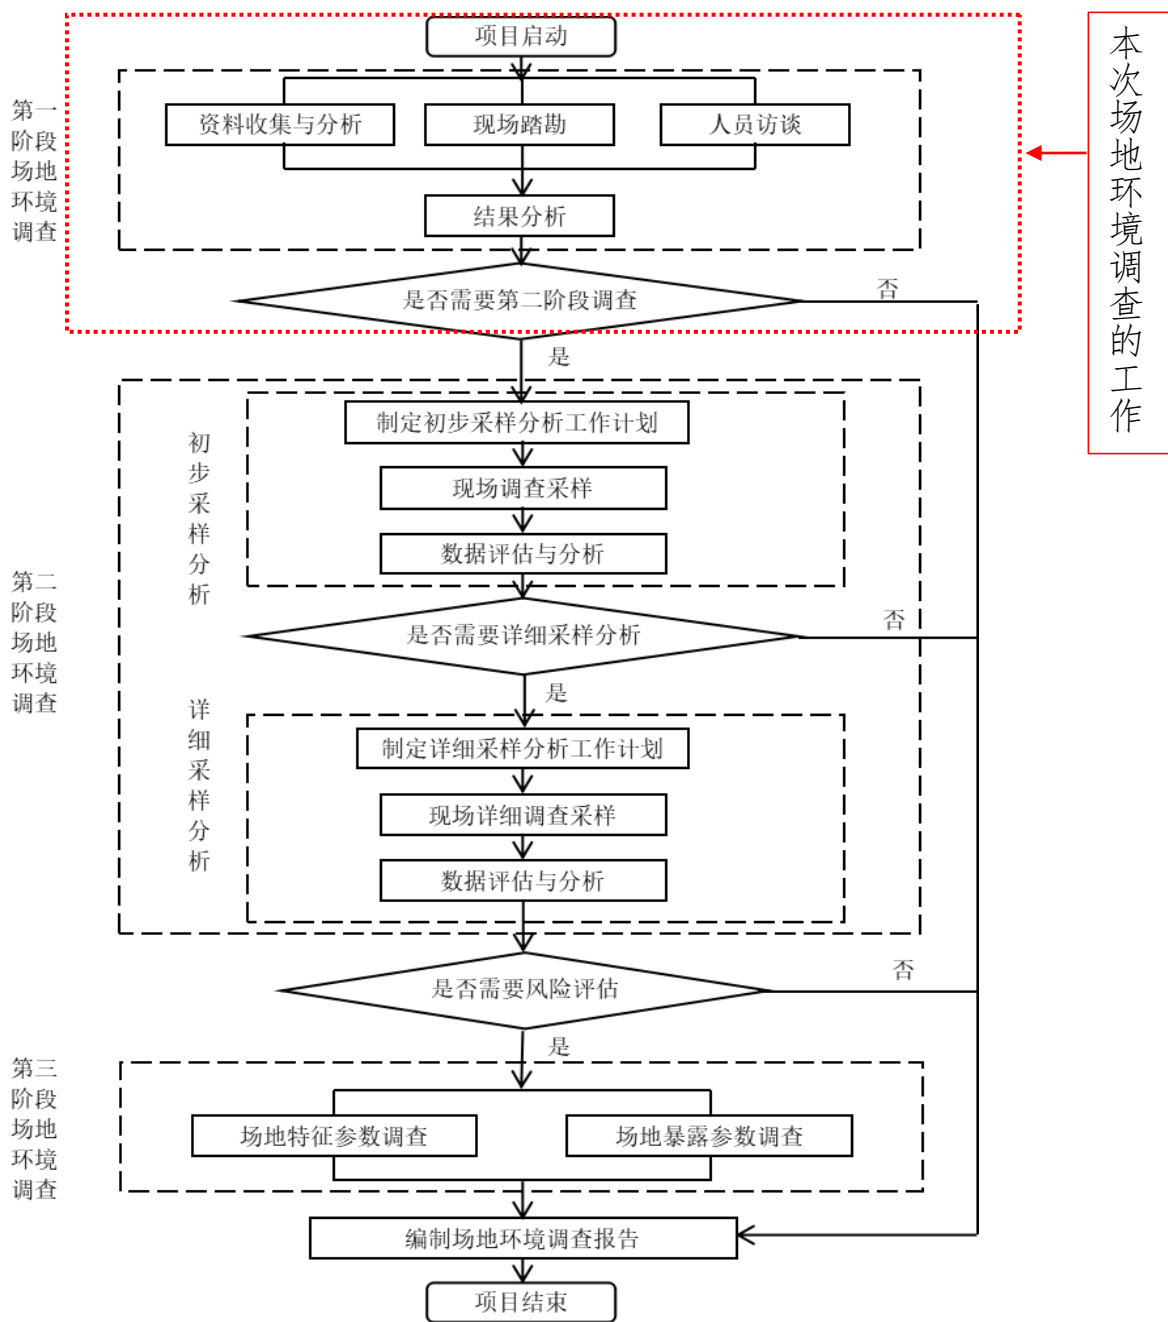 项目启动
第一
阶段
场地
环境
调查
资料收集与分析
现场踏勘
人员访谈
结果分析
是否需要第二阶段调查
否
是
本次场地环境调查的工作
第二
阶段
场地
环境
调查
初步采样分析
制定初步采样分析工作计划
现场调查采样
数据评估与分析
是否需要详细采样分析
否
是
详细采样分析
制定详细采样分析工作计划
现场详细调查采样
数据评估与分析
是否需要风险评估
否
是
第三
阶段
场地
环境
调查
场地特征参数调查
场地暴露参数调查
编制场地环境调查报告
项目结束